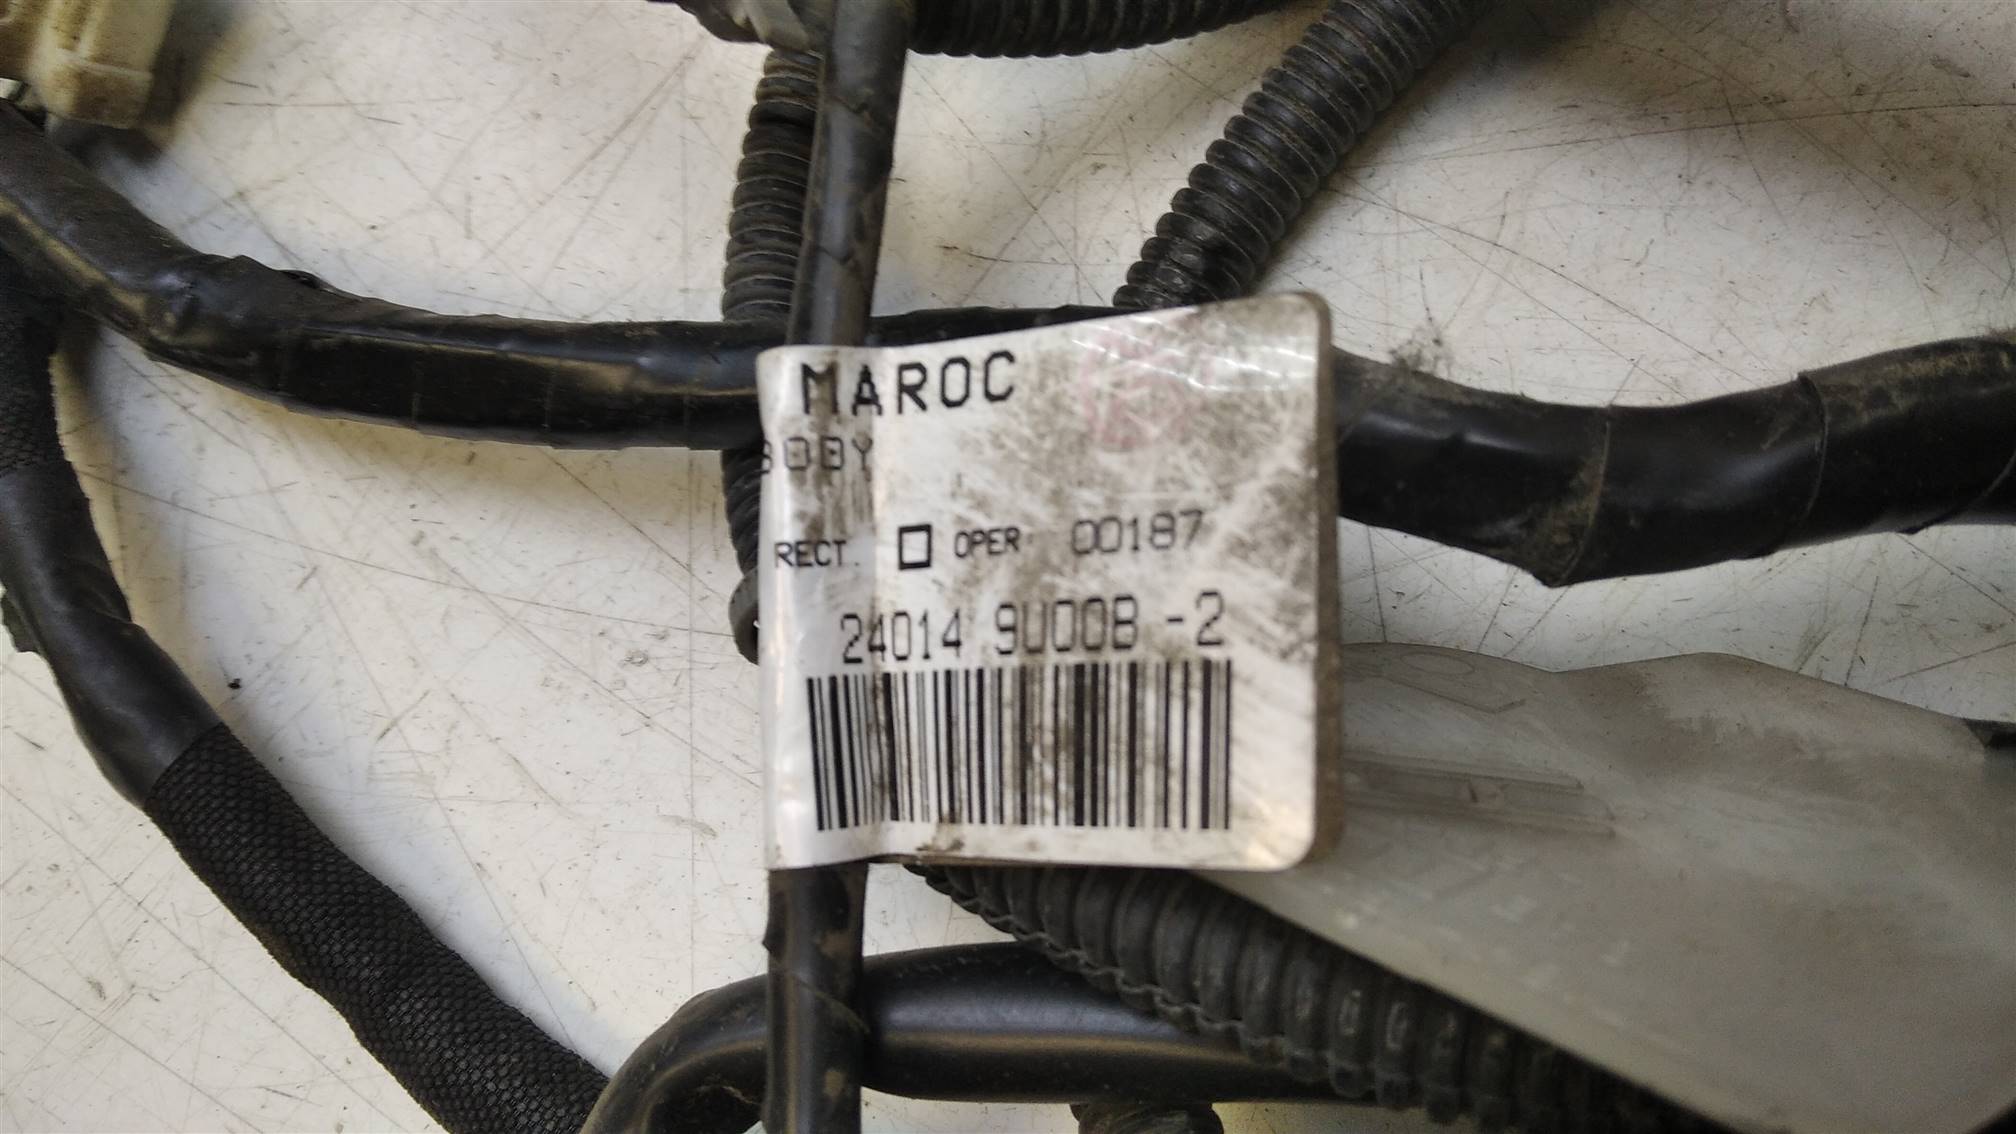 MAROC
BODY
RECT. □ OPER 00187
24014 9U00B -2